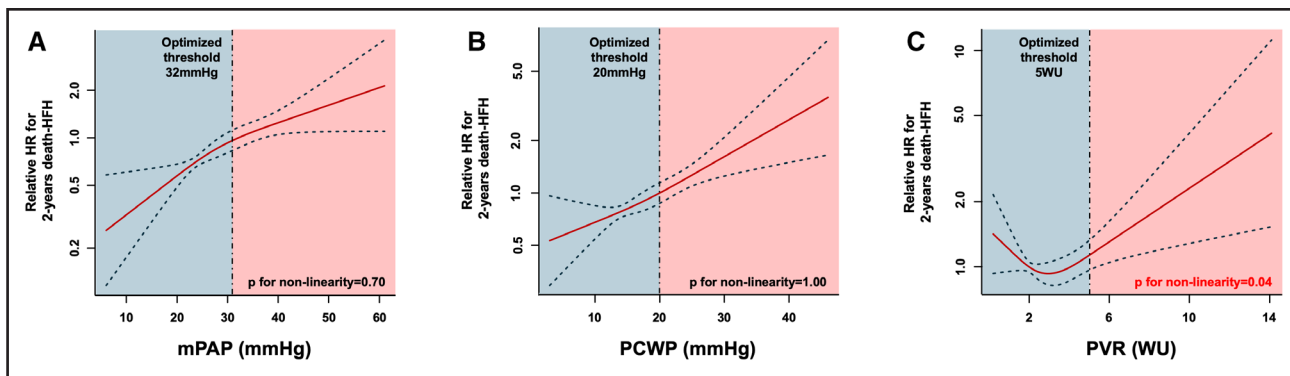 A
Optimized
threshold
32mmHg
Relative HR for
2-years death-HFH
2.0
1.0
0.5
0.2
p for non-linearity=0.70
10 20 30 40 50 60
mPAP (mmHg)
B
Optimized
threshold
20mmHg
Relative HR for
2-years death-HFH
5.0
2.0
1.0
0.5
p for non-linearity=1.00
10 20 30 40
PCWP (mmHg)
C
Optimized
threshold
5WU
Relative HR for
2-years death-HFH
10
5.0
2.0
1.0
p for non-linearity=0.04
2 6 10 14
PVR (WU)